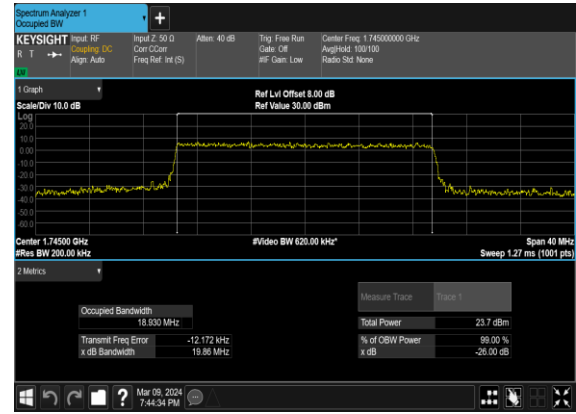 Spectrum Analyzer 1
Occupied BW
+
KEYSIGHT Input: RF Input Z: 50 Ω Atten: 40 dB Trig: Free Run Center Freq: 1.745000000 GHz
R T Coupling: DC Corr CCorr Gate: Off Avg|Hold: 100/100
Align: Auto Freq Ref: Int (S) #IF Gain: Low Radio Std: None
LW
1 Graph
Ref Lvl Offset 8.00 dB
Scale/Div 10.0 dB Ref Value 30.00 dBm
Log
20.0
10.0
0.00
-10.0
-20.0
-30.0
-40.0
-50.0
-60.0
Center 1.74500 GHz #Video BW 620.00 kHz* Span 40 MHz
#Res BW 200.00 kHz Sweep 1.27 ms (1001 pts)
2 Metrics
Measure Trace Trace 1
Occupied Bandwidth
18.930 MHz Total Power 23.7 dBm
Transmit Freq Error -12.172 kHz % of OBW Power 99.00 %
x dB Bandwidth 19.86 MHz x dB -26.00 dB
? Mar 09, 2024
7:44:34 PM